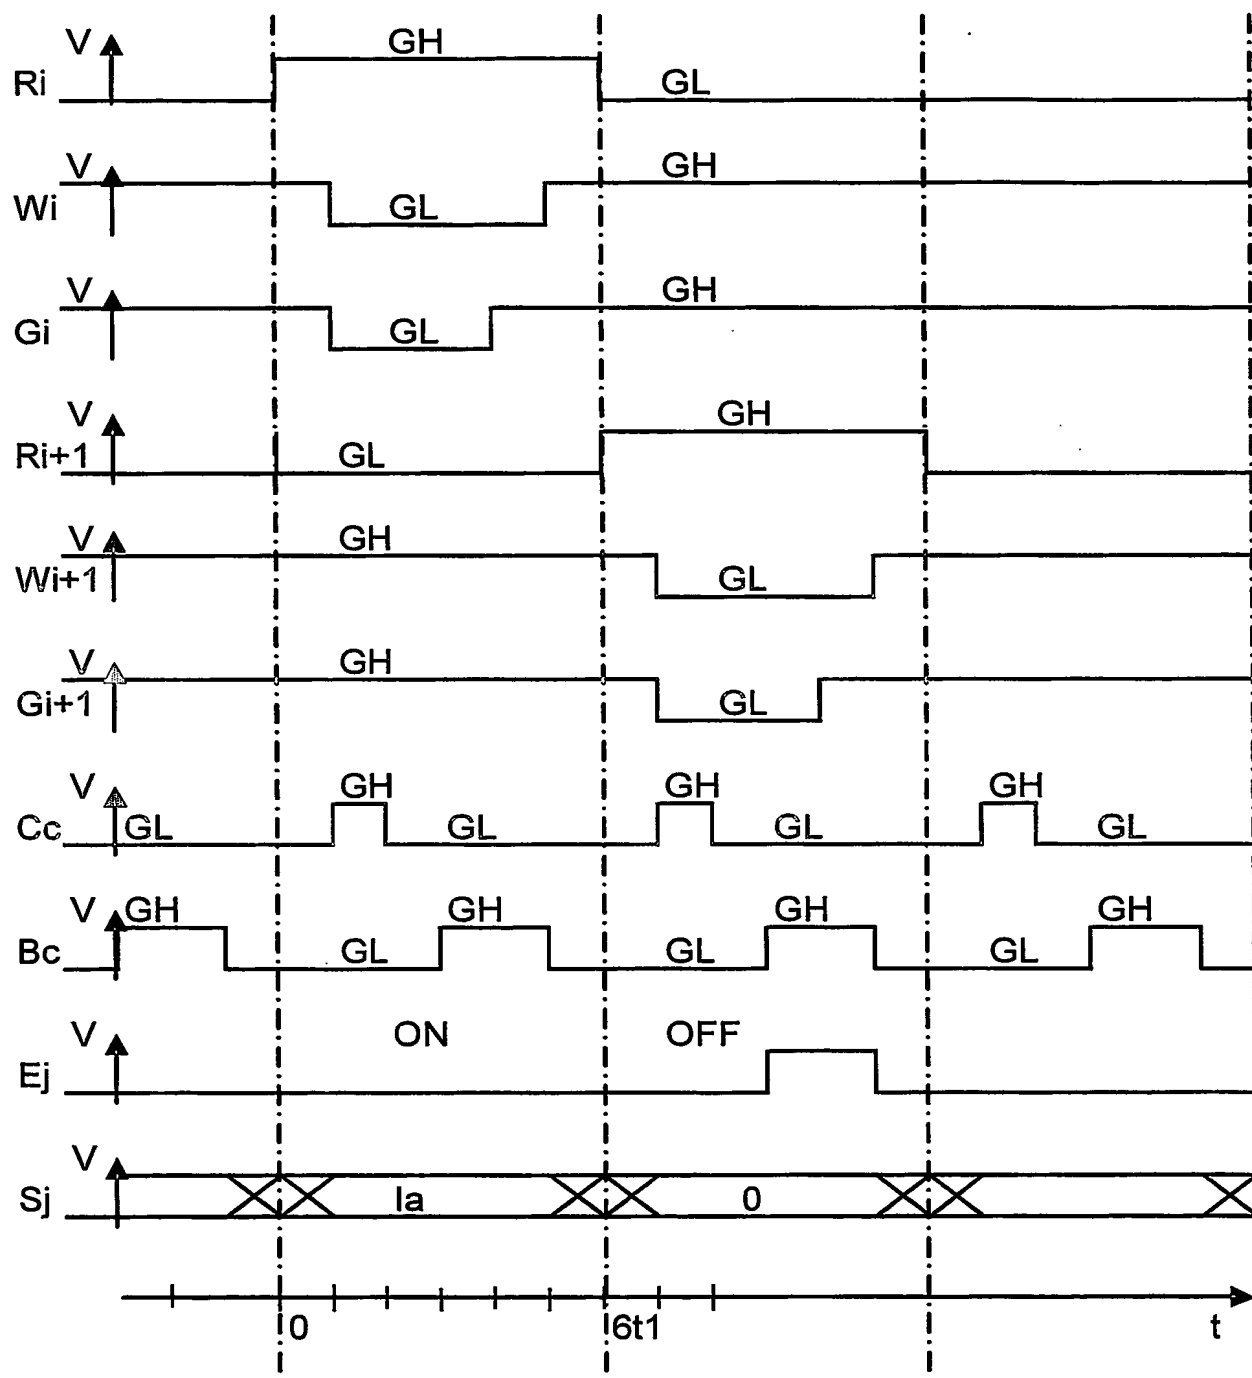 V GH
Ri GL
V GH
Wi GL
V GH
Gi GL
V GH
Ri+1 GL
V GH
Wi+1 GL
V GH
Gi+1 GL
V GH GH GH
Cc GL GL GL GL
V GH GH GH GH
Bc GL GL GL
V ON OFF
Ej
V
Sj Ia 0
0 6t1 t